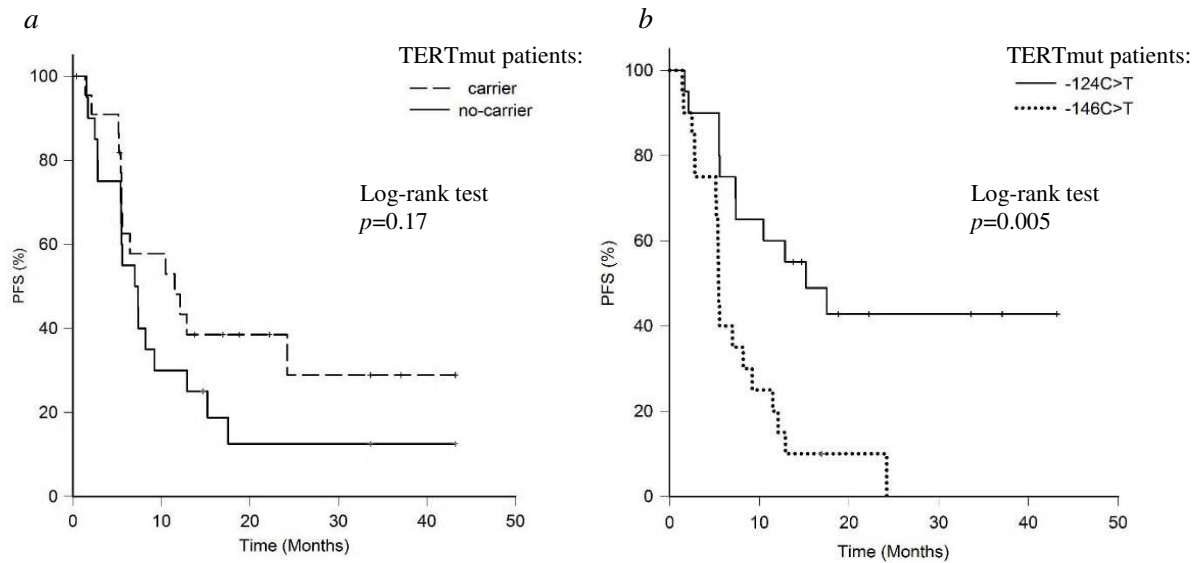 a
TERTmut patients:
carrier
no-carrier
Log-rank test
p=0.17
PFS (%)
100
80
60
40
20
0
0 10 20 30 40 50
Time (Months)
b
TERTmut patients:
-124C>T
-146C>T
Log-rank test
p=0.005
PFS (%)
100
80
60
40
20
0
0 10 20 30 40 50
Time (Months)